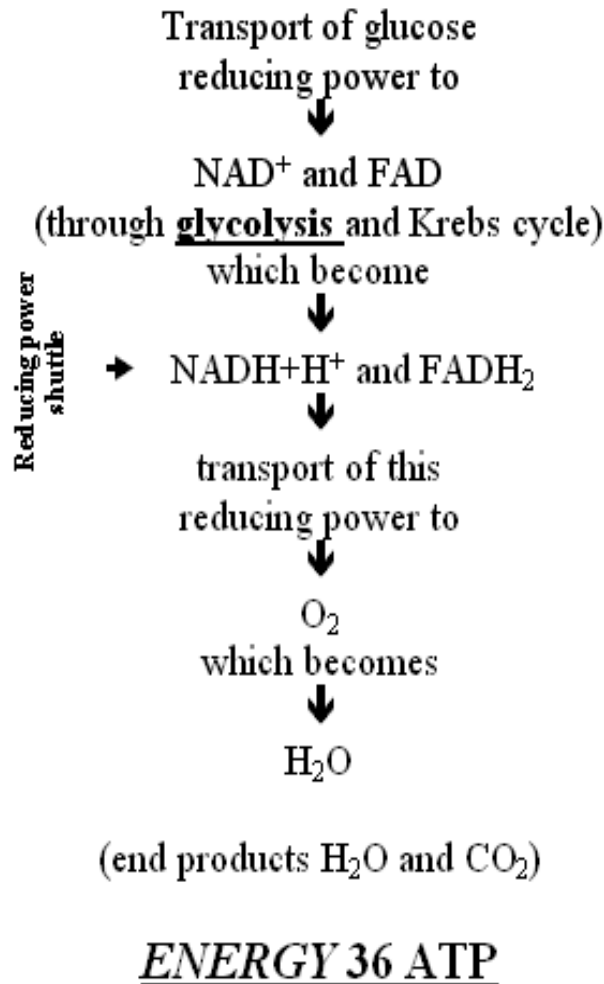 Transport of glucose
reducing power to
NAD⁺ and FAD
(through glycolysis and Krebs cycle)
which become
Reducing power
shuttle
NADH+H⁺ and FADH₂
transport of this
reducing power to
O₂
which becomes
H₂O
(end products H₂O and CO₂)
ENERGY 36 ATP